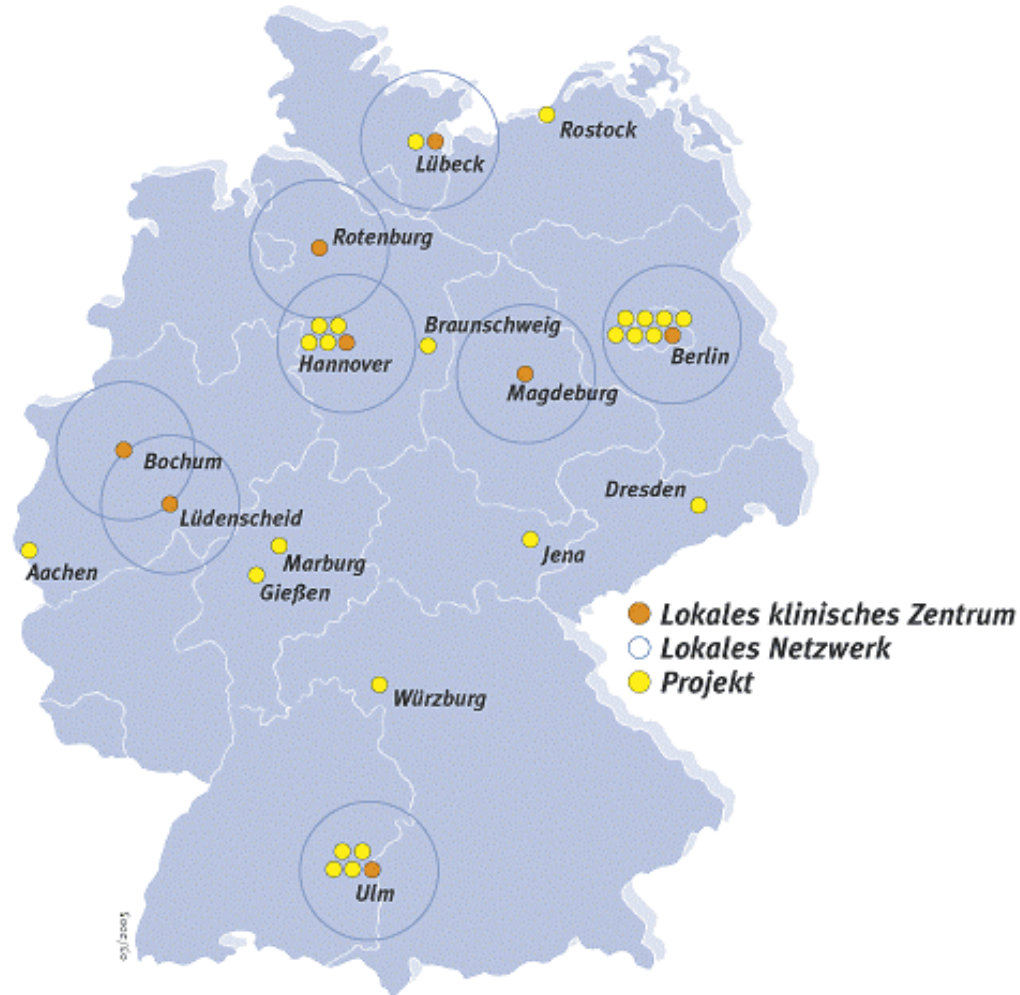 Rostock
Lübeck
Rotenburg
Braunschweig
Hannover
Berlin
Magdeburg
Bochum
Dresden
Lüdenscheid
Jena
Marburg
Aachen
Gießen
Lokales klinisches Zentrum
Lokales Netzwerk
Projekt
Würzburg
Ulm